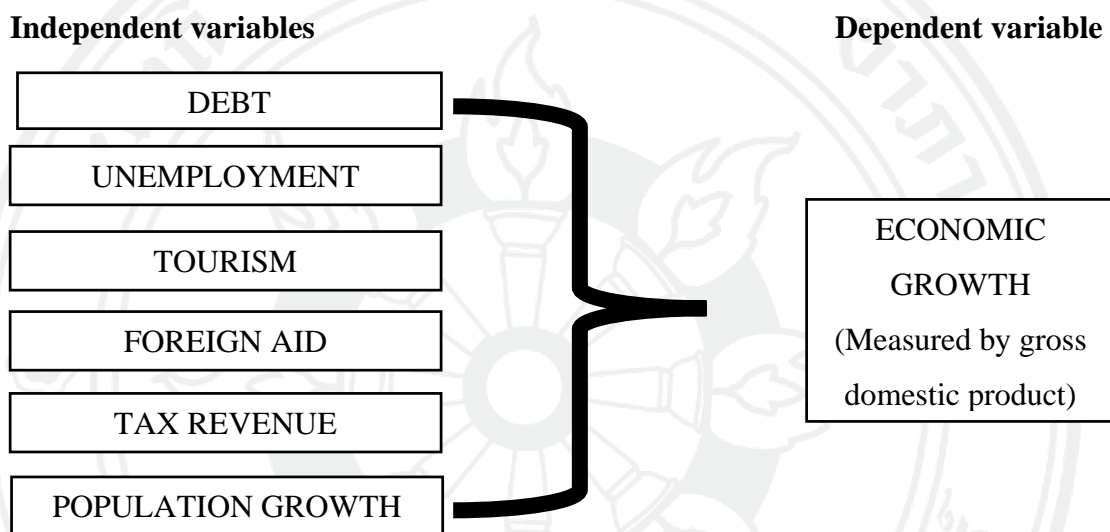 Independent variables
Dependent variable
DEBT
UNEMPLOYMENT
TOURISM
FOREIGN AID
TAX REVENUE
POPULATION GROWTH
ECONOMIC
GROWTH
(Measured by gross
domestic product)